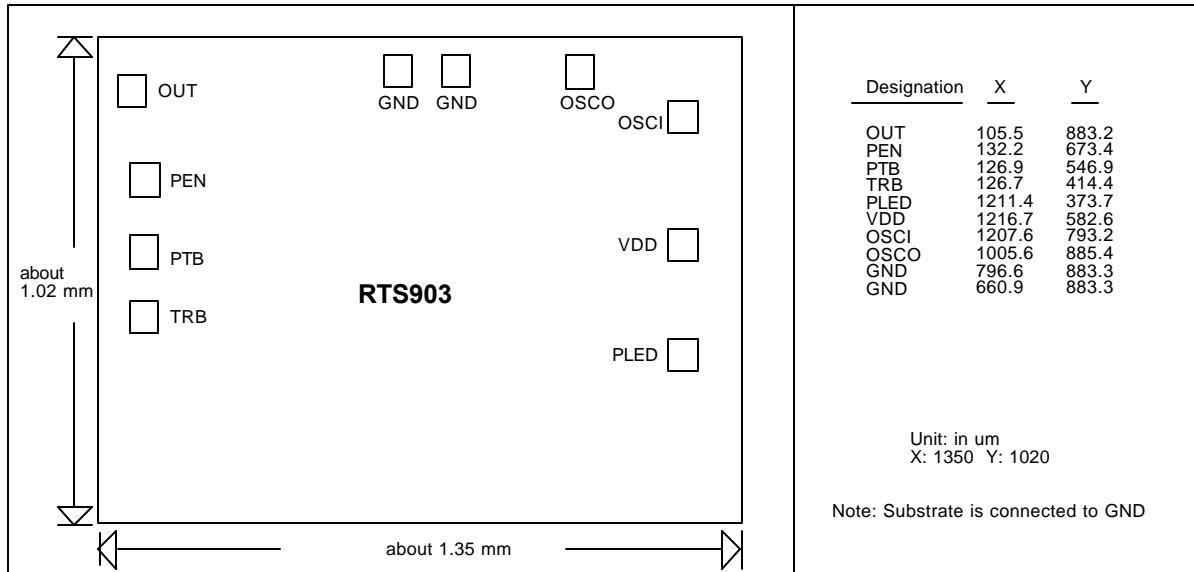 OUT
GND GND
OSCO
OSCI
PEN
PTB
VDD
about
1.02 mm
RTS903
TRB
PLED
about 1.35 mm
Designation X Y
OUT 105.5 883.2
PEN 132.2 673.4
PTB 126.9 546.9
TRB 126.7 414.4
PLED 1211.4 373.7
VDD 1216.7 582.6
OSCI 1207.6 793.2
OSCO 1005.6 885.4
GND 796.6 883.3
GND 660.9 883.3
Unit: in um
X: 1350 Y: 1020
Note: Substrate is connected to GND